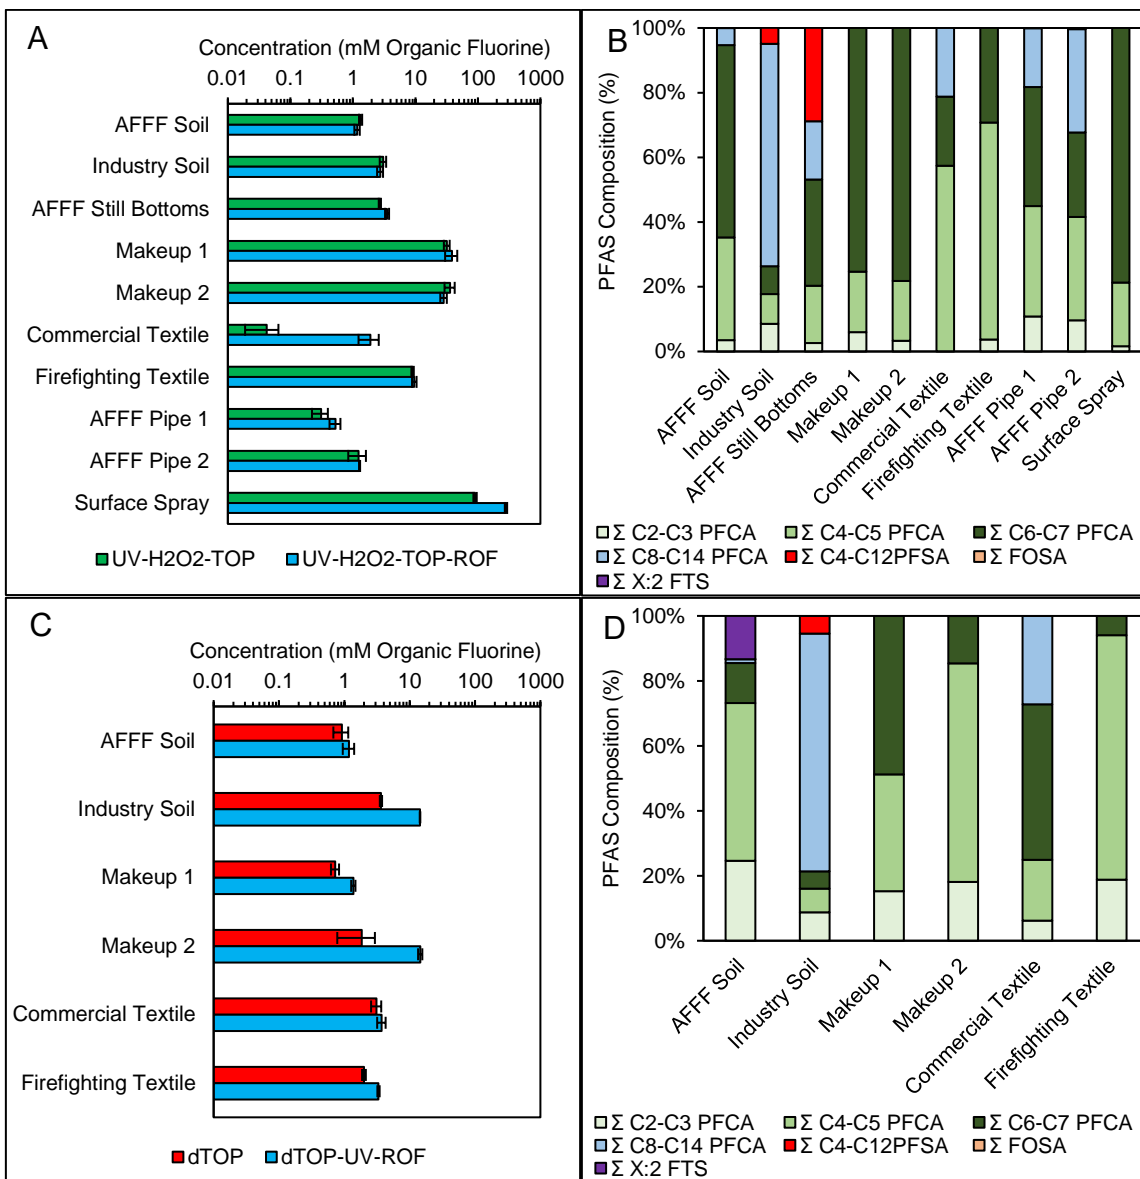 A
Concentration (mM Organic Fluorine)
0.01 0.1 1 10 100 1000
AFFF Soil
Industry Soil
AFFF Still Bottoms
Makeup 1
Makeup 2
Commercial Textile
Firefighting Textile
AFFF Pipe 1
AFFF Pipe 2
Surface Spray
UV-H2O2-TOP UV-H2O2-TOP-ROF
B
PFAS Composition (%)
100%
80%
60%
40%
20%
0%
AFFF Soil
Industry Soil
AFFF Still Bottoms
Makeup 1
Makeup 2
Commercial Textile
Firefighting Textile
AFFF Pipe 1
AFFF Pipe 2
Surface Spray
Σ C2-C3 PFCA Σ C4-C5 PFCA Σ C6-C7 PFCA
Σ C8-C14 PFCA Σ C4-C12PFSA Σ FOSA
Σ X:2 FTS
C
Concentration (mM Organic Fluorine)
0.01 0.1 1 10 100 1000
AFFF Soil
Industry Soil
Makeup 1
Makeup 2
Commercial Textile
Firefighting Textile
dTOP dTOP-UV-ROF
D
PFAS Composition (%)
100%
80%
60%
40%
20%
0%
AFFF Soil
Industry Soil
Makeup 1
Makeup 2
Commercial Textile
Firefighting Textile
Σ C2-C3 PFCA Σ C4-C5 PFCA Σ C6-C7 PFCA
Σ C8-C14 PFCA Σ C4-C12PFSA Σ FOSA
Σ X:2 FTS